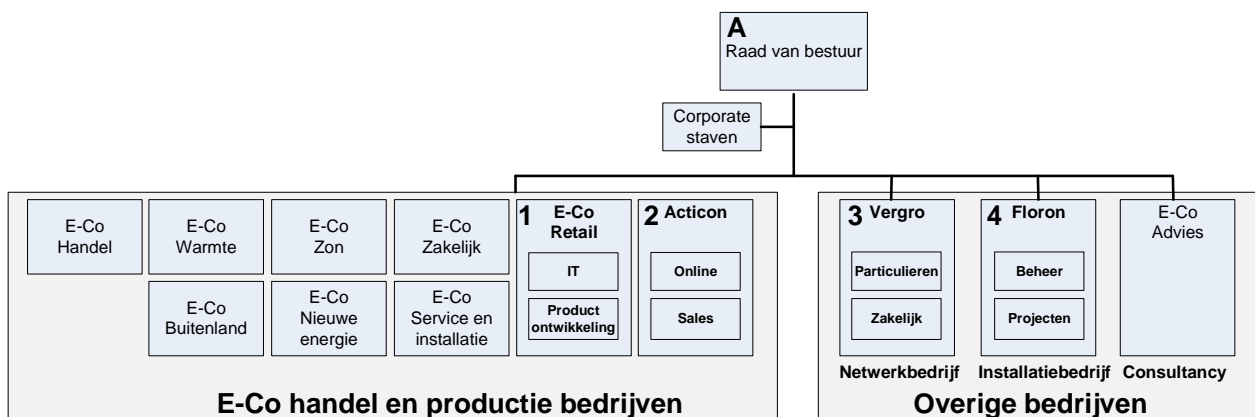 A
Raad van bestuur
Corporate
staven
E-Co
Handel
E-Co
Warmte
E-Co
Zon
E-Co
Zakelijk
E-Co
Buitenland
E-Co
Nieuwe
energie
E-Co
Service en
installatie
1 E-Co
Retail
IT
Product
ontwikkeling
2 Acticon
Online
Sales
E-Co handel en productie bedrijven
3 Vergro
Particulieren
Zakelijk
Netwerkbedrijf
4 Floron
Beheer
Projecten
Installatiebedrijf
E-Co
Advies
Consultancy
Overige bedrijven